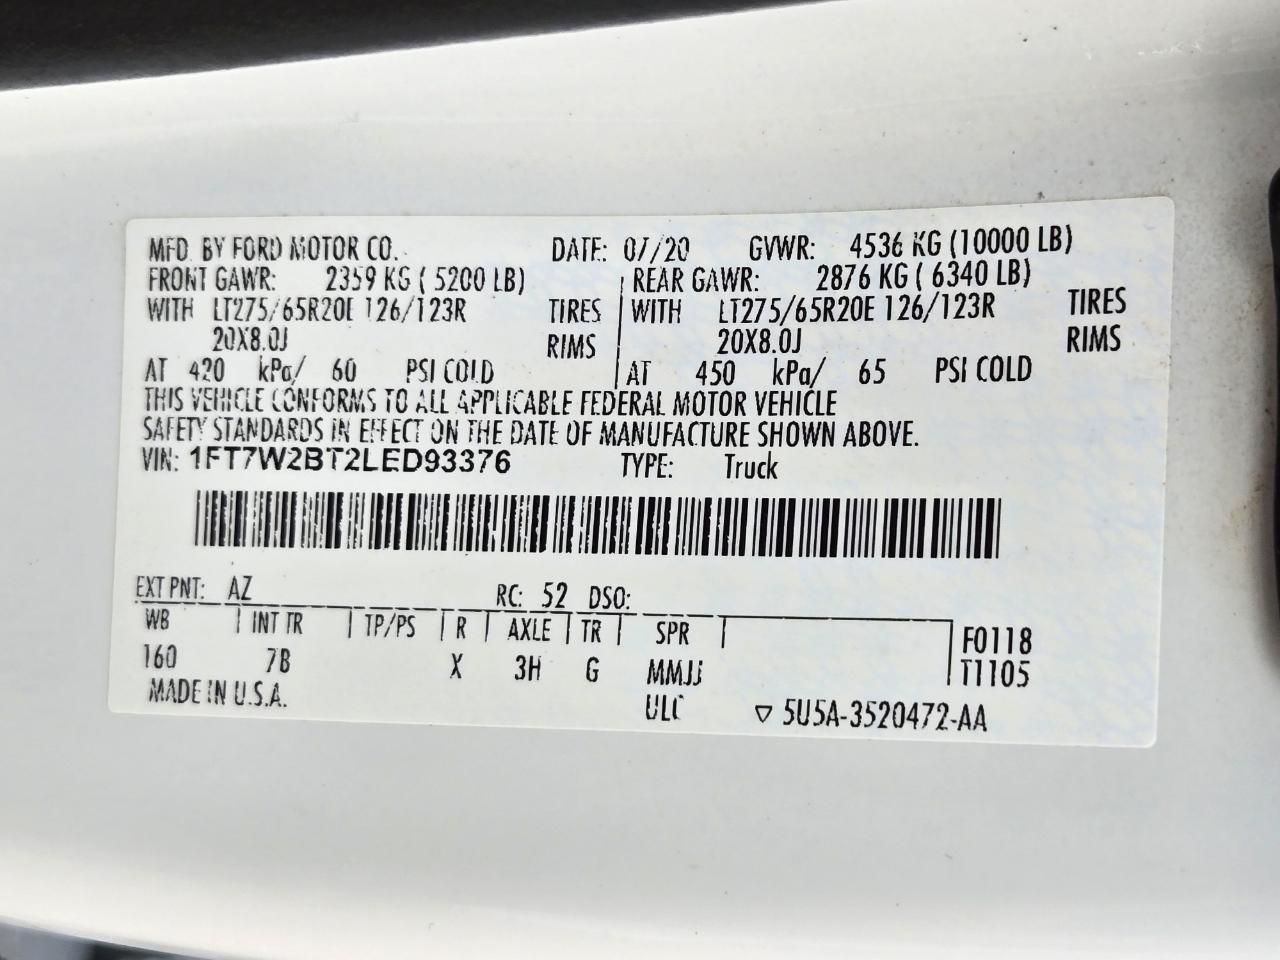 MFD. BY FORD MOTOR CO. DATE: 07/20 GVWR: 4536 KG (10000 LB)
FRONT GAWR: 2359 KG ( 5200 LB) REAR GAWR: 2876 KG ( 6340 LB)
WITH LT275/65R20E 126/123R TIRES WITH LT275/65R20E 126/123R TIRES
20X8.0J RIMS 20X8.0J RIMS
AT 420 kPa/ 60 PSI COLD AT 450 kPa/ 65 PSI COLD
THIS VEHICLE CONFORMS TO ALL APPLICABLE FEDERAL MOTOR VEHICLE
SAFETY STANDARDS IN EFFECT ON THE DATE OF MANUFACTURE SHOWN ABOVE.
VIN: 1FT7W2BT2LED93376 TYPE: Truck
EXT PNT: AZ RC: 52 DSO:
WB INT TR TP/PS R AXLE TR SPR F0118
160 7B X 3H G MMJJ T1105
MADE IN U.S.A. ULC ▽ 5U5A-3520472-AA